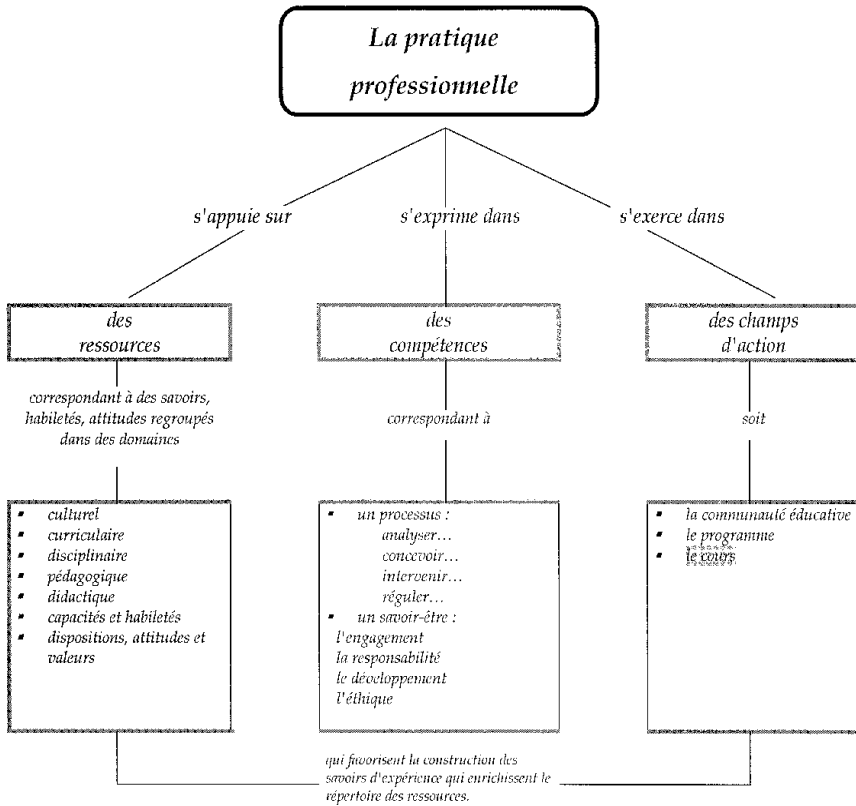 La pratique
professionnelle
s'appuie sur
s'exprime dans
s'exerce dans
des
ressources
des
compétences
des champs
d'action
correspondant à des savoirs,
habiletés, attitudes regroupés
dans des domaines
correspondant à
soit
▪ culturel
▪ curriculaire
▪ disciplinaire
▪ pédagogique
▪ didactique
▪ capacités et habiletés
▪ dispositions, attitudes et
valeurs
▪ un processus :
analyser…
concevoir…
intervenir…
réguler…
▪ un savoir-être :
l'engagement
la responsabilité
le développement
l'éthique
▪ la communauté éducative
▪ le programme
▪ le cours
qui favorisent la construction des
savoirs d'expérience qui enrichissent le
répertoire des ressources.